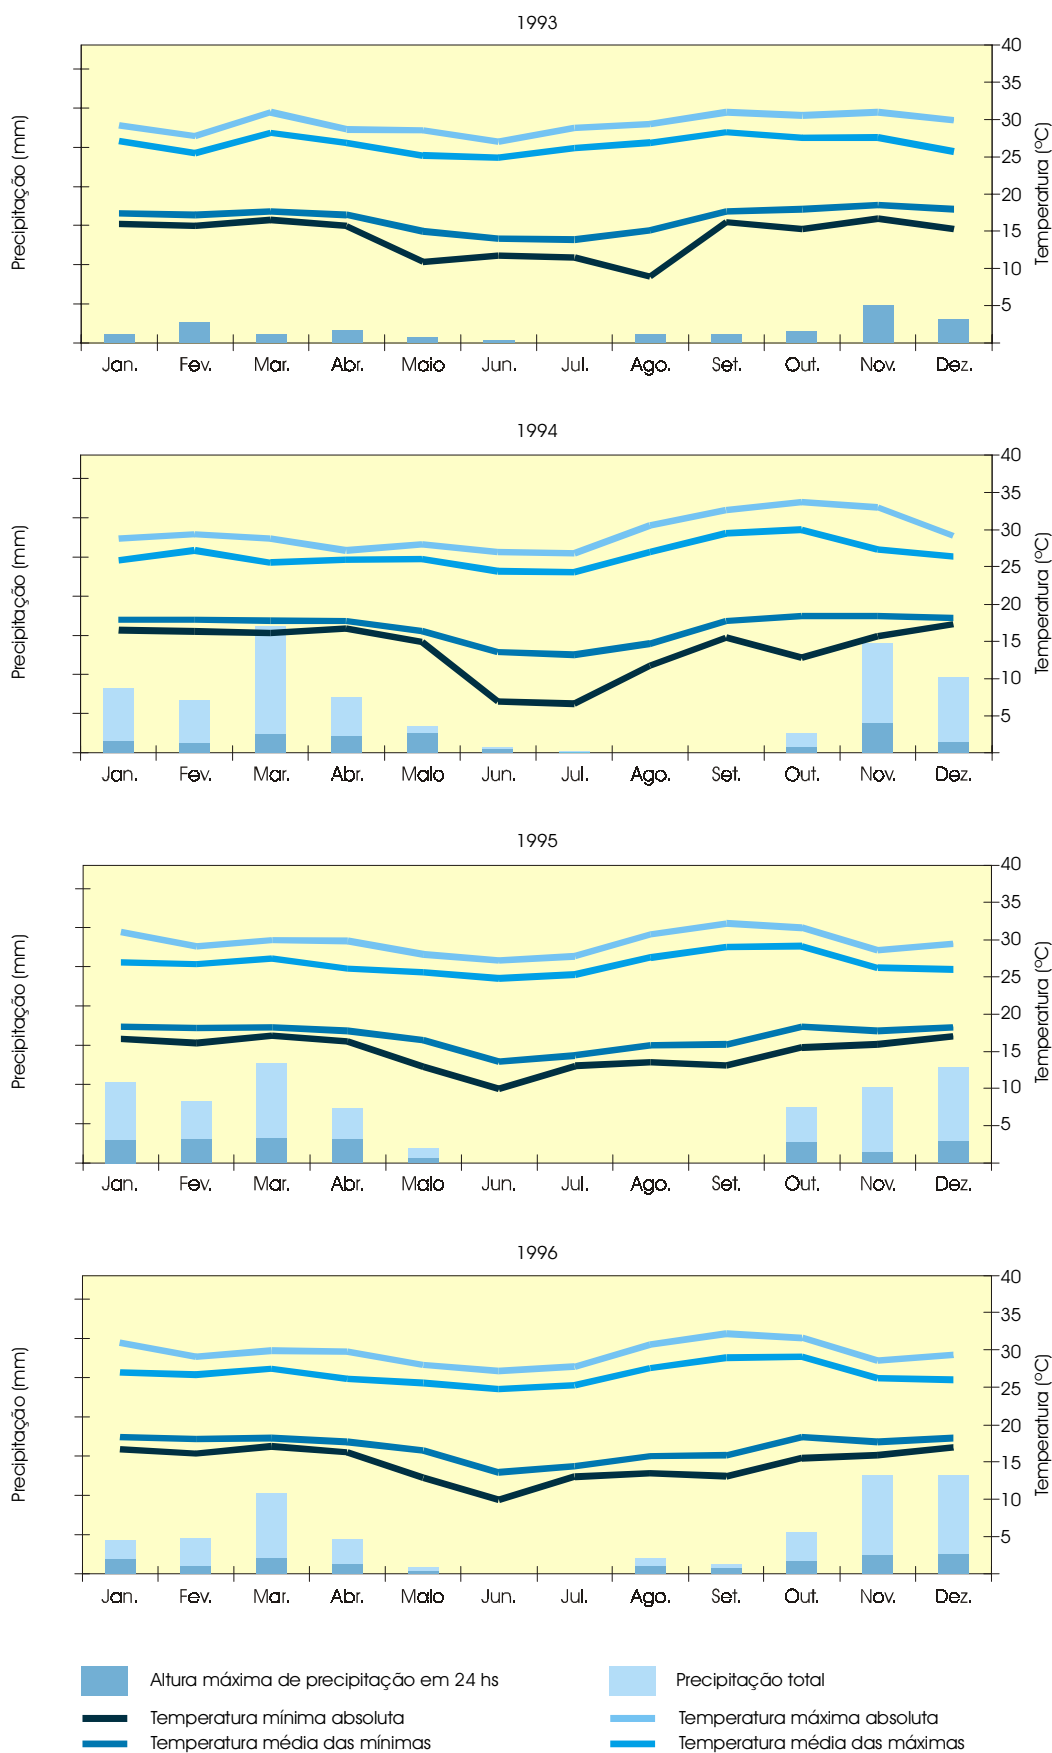 1993
Precipitação (mm)
40
35
30
25
20
15
10
5
Temperatura (ºC)
Jan. Fev. Mar. Abr. Maio Jun. Jul. Ago. Set. Out. Nov. Dez.
1994
Precipitação (mm)
40
35
30
25
20
15
10
5
Temperatura (ºC)
Jan. Fev. Mar. Abr. Maio Jun. Jul. Ago. Set. Out. Nov. Dez.
1995
Precipitação (mm)
40
35
30
25
20
15
10
5
Temperatura (ºC)
Jan. Fev. Mar. Abr. Maio Jun. Jul. Ago. Set. Out. Nov. Dez.
1996
Precipitação (mm)
40
35
30
25
20
15
10
5
Temperatura (ºC)
Jan. Fev. Mar. Abr. Maio Jun. Jul. Ago. Set. Out. Nov. Dez.
Altura máxima de precipitação em 24 hs
Precipitação total
Temperatura mínima absoluta
Temperatura máxima absoluta
Temperatura média das mínimas
Temperatura média das máximas